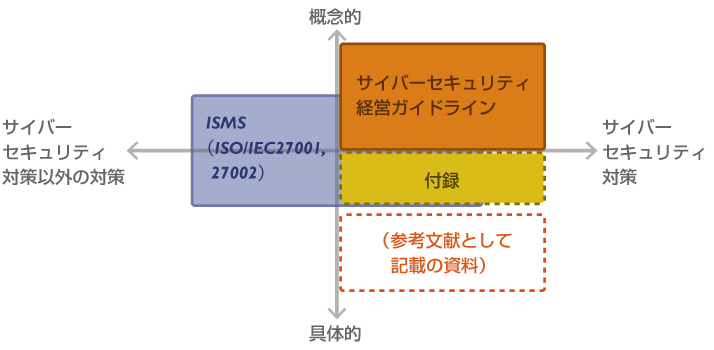 概念的
サイバーセキュリティ
経営ガイドライン
ISMS
（ISO/IEC27001,
27002）
サイバー
セキュリティ
対策以外の対策
サイバー
セキュリティ
対策
付録
（参考文献として
記載の資料）
具体的